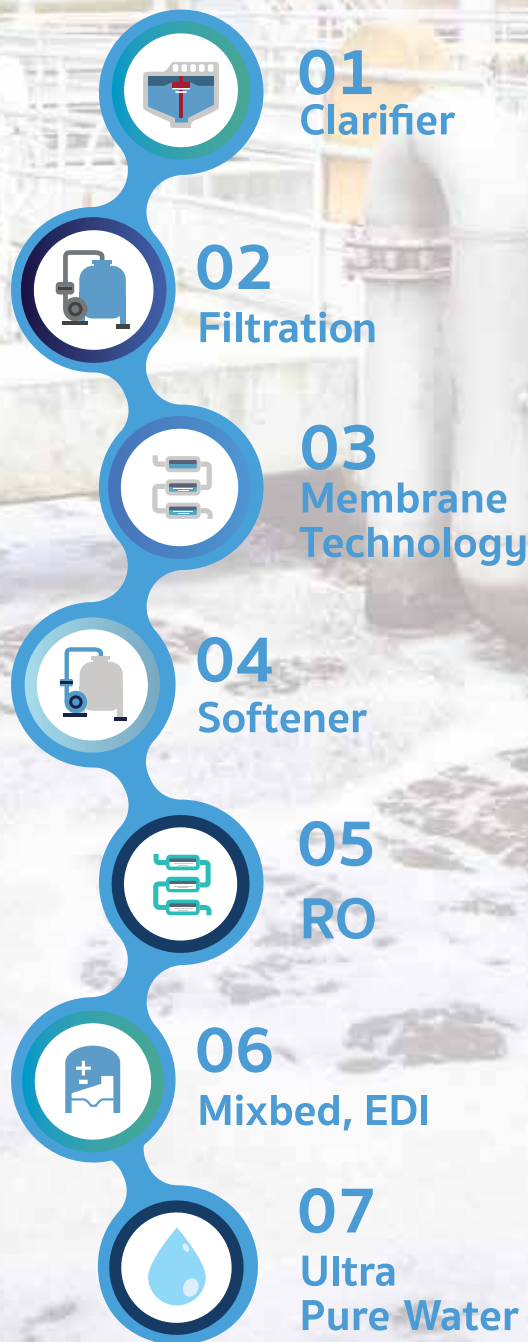 01
Clarifier
02
Filtration
03
Membrane
Technology
04
Softener
05
RO
06
Mixbed, EDI
07
Ultra
Pure Water